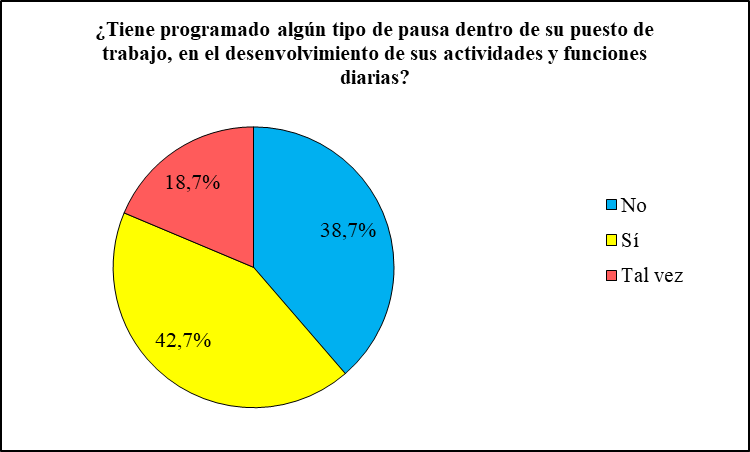 ¿Tiene programado algún tipo de pausa dentro de su puesto de
trabajo, en el desenvolvimiento de sus actividades y funciones
diarias?
18,7%
38,7%
42,7%
No
Sí
Tal vez